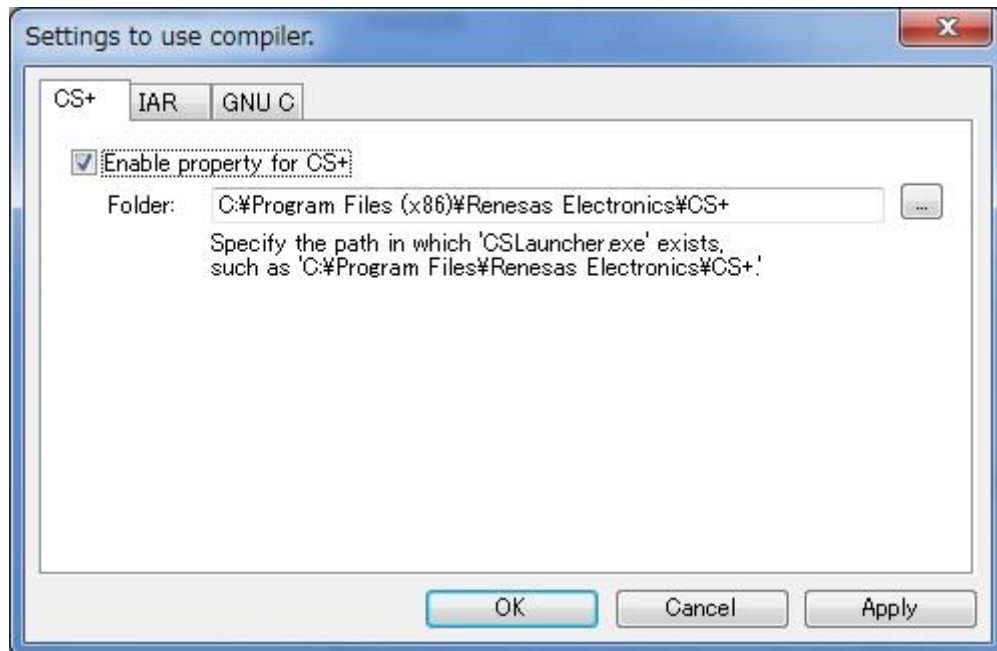 Settings to use compiler.
CS+ IAR GNU C
Enable property for CS+
Folder: C:¥Program Files (x86)¥Renesas Electronics¥CS+ ...
Specify the path in which 'CSLauncher.exe' exists,
such as 'C:¥Program Files¥Renesas Electronics¥CS+.'
OK Cancel Apply